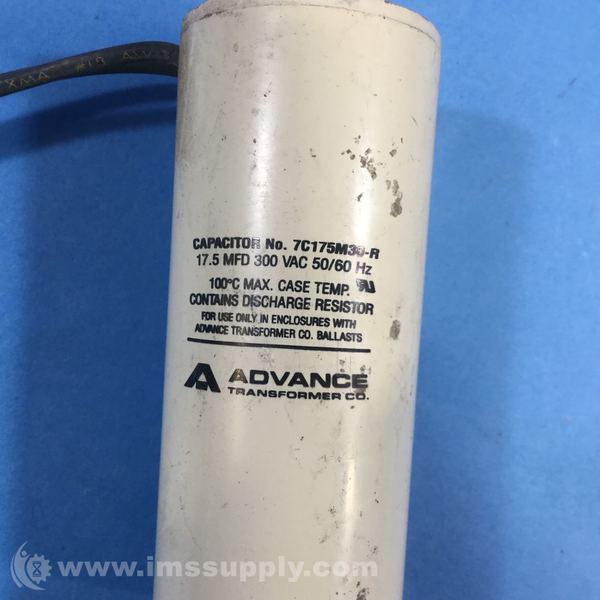 XMA
CAPACITOR No. 7C175M30-R
17.5 MFD 300 VAC 50/60 Hz
100°C MAX. CASE TEMP.
CONTAINS DISCHARGE RESISTOR
FOR USE ONLY IN ENCLOSURES WITH
ADVANCE TRANSFORMER CO. BALLASTS
ADVANCE
TRANSFORMER CO.
www.imssupply.com